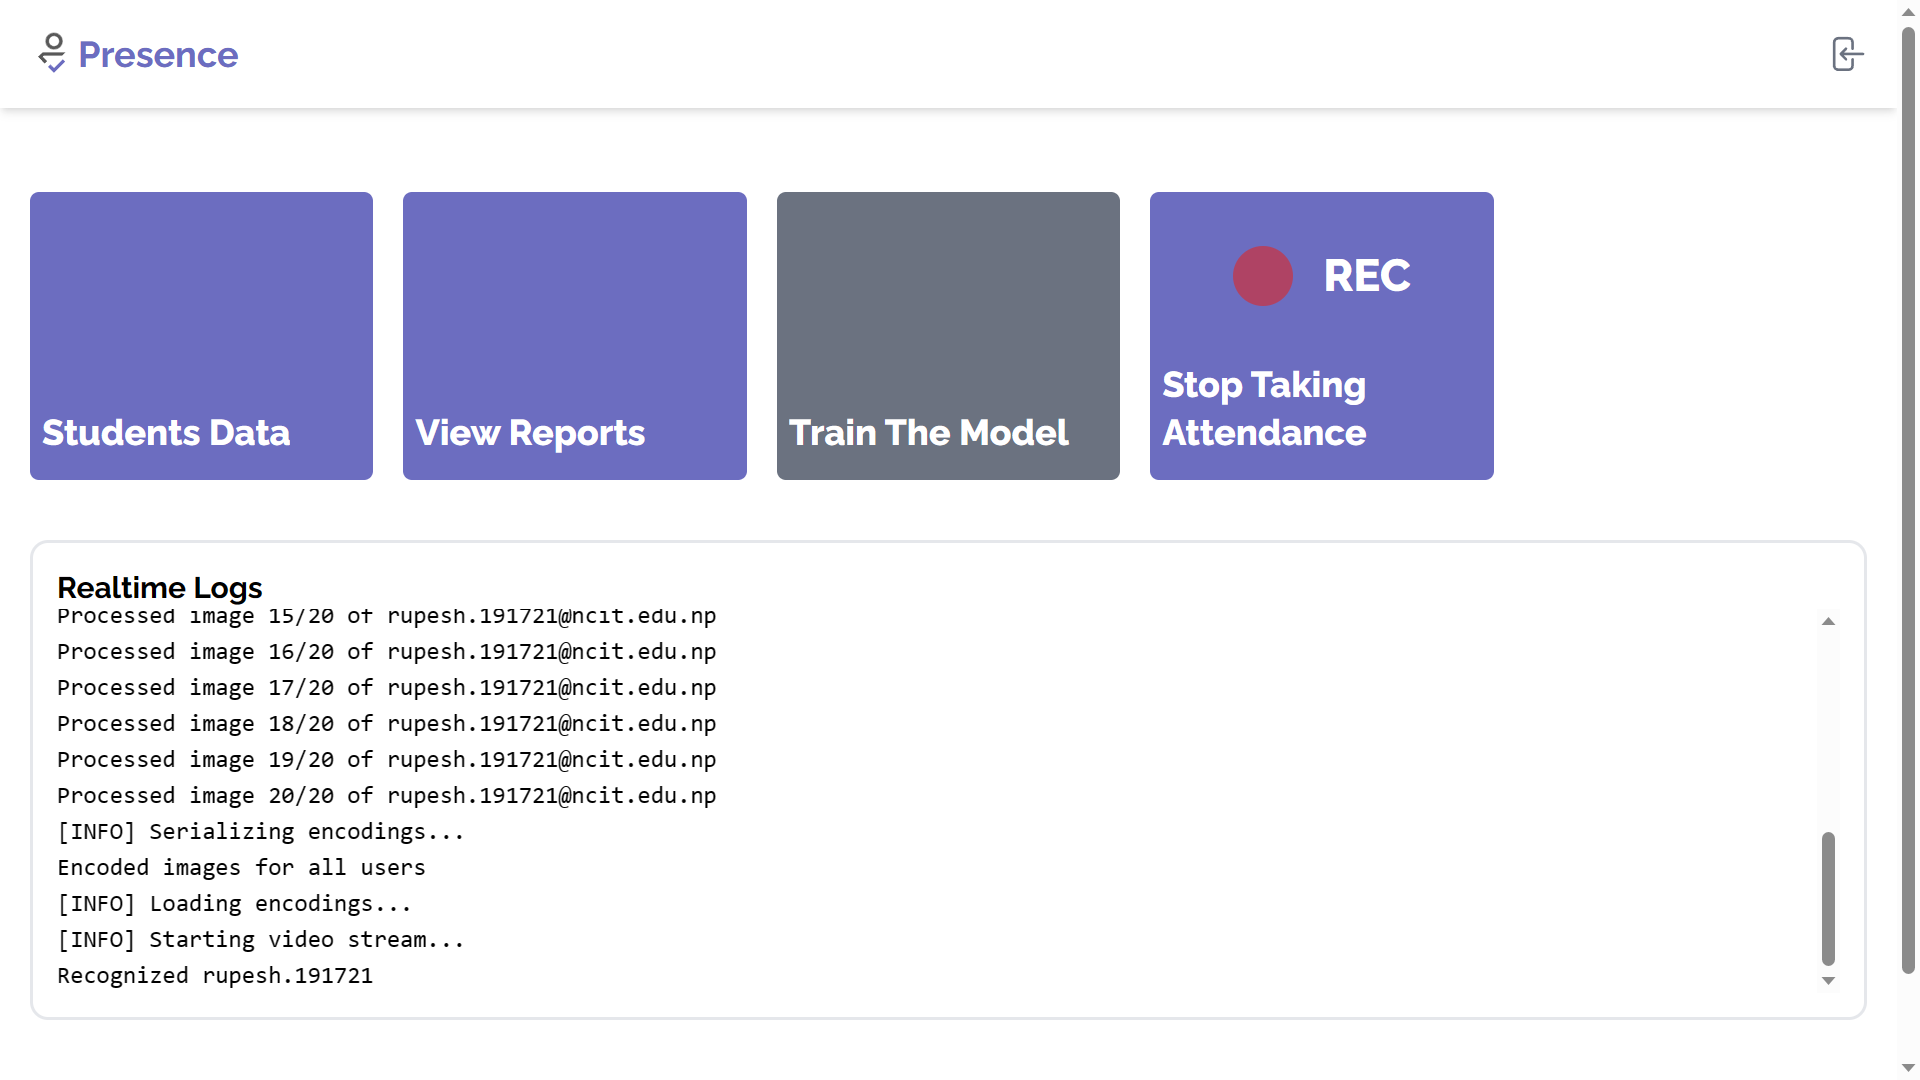 Presence
Students Data
View Reports
Train The Model
REC
Stop Taking
Attendance
Realtime Logs
Processed image 15/20 of rupesh.191721@ncit.edu.np
Processed image 16/20 of rupesh.191721@ncit.edu.np
Processed image 17/20 of rupesh.191721@ncit.edu.np
Processed image 18/20 of rupesh.191721@ncit.edu.np
Processed image 19/20 of rupesh.191721@ncit.edu.np
Processed image 20/20 of rupesh.191721@ncit.edu.np
[INFO] Serializing encodings...
Encoded images for all users
[INFO] Loading encodings...
[INFO] Starting video stream...
Recognized rupesh.191721